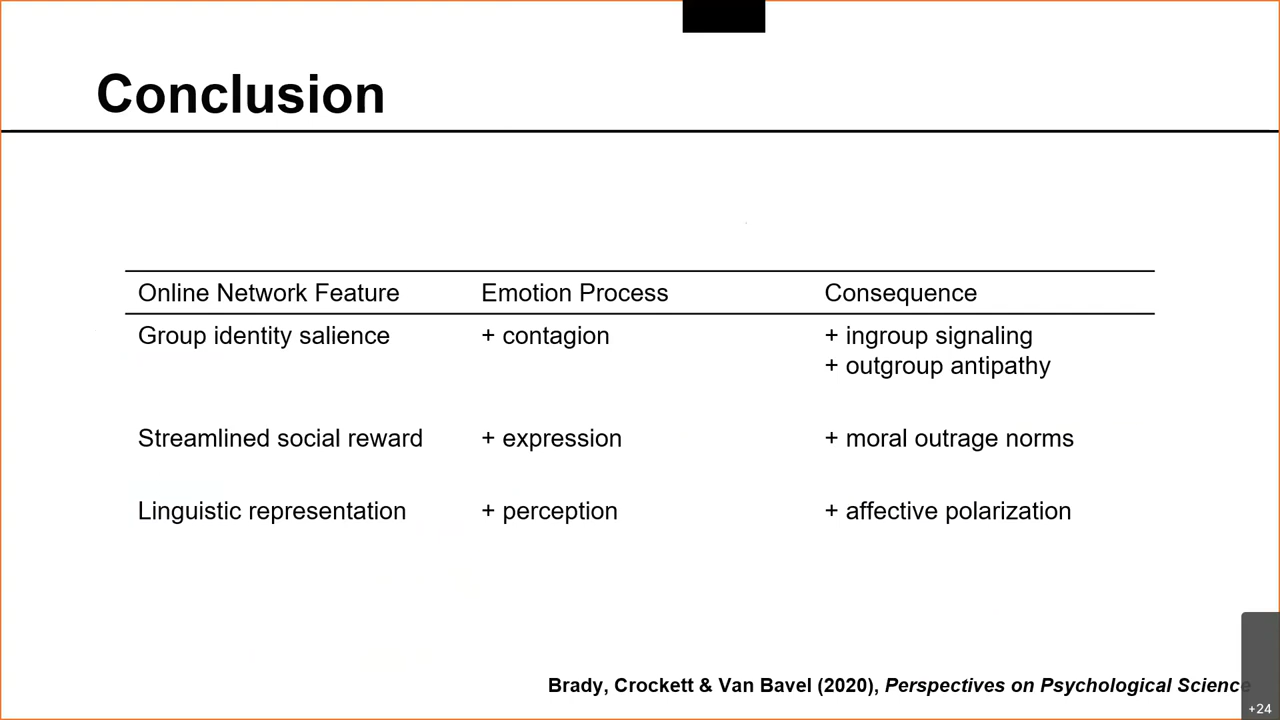 Conclusion
Online Network Feature Emotion Process Consequence
Group identity salience + contagion + ingroup signaling
+ outgroup antipathy
Streamlined social reward + expression + moral outrage norms
Linguistic representation + perception + affective polarization
Brady, Crockett & Van Bavel (2020), Perspectives on Psychological Science
+24